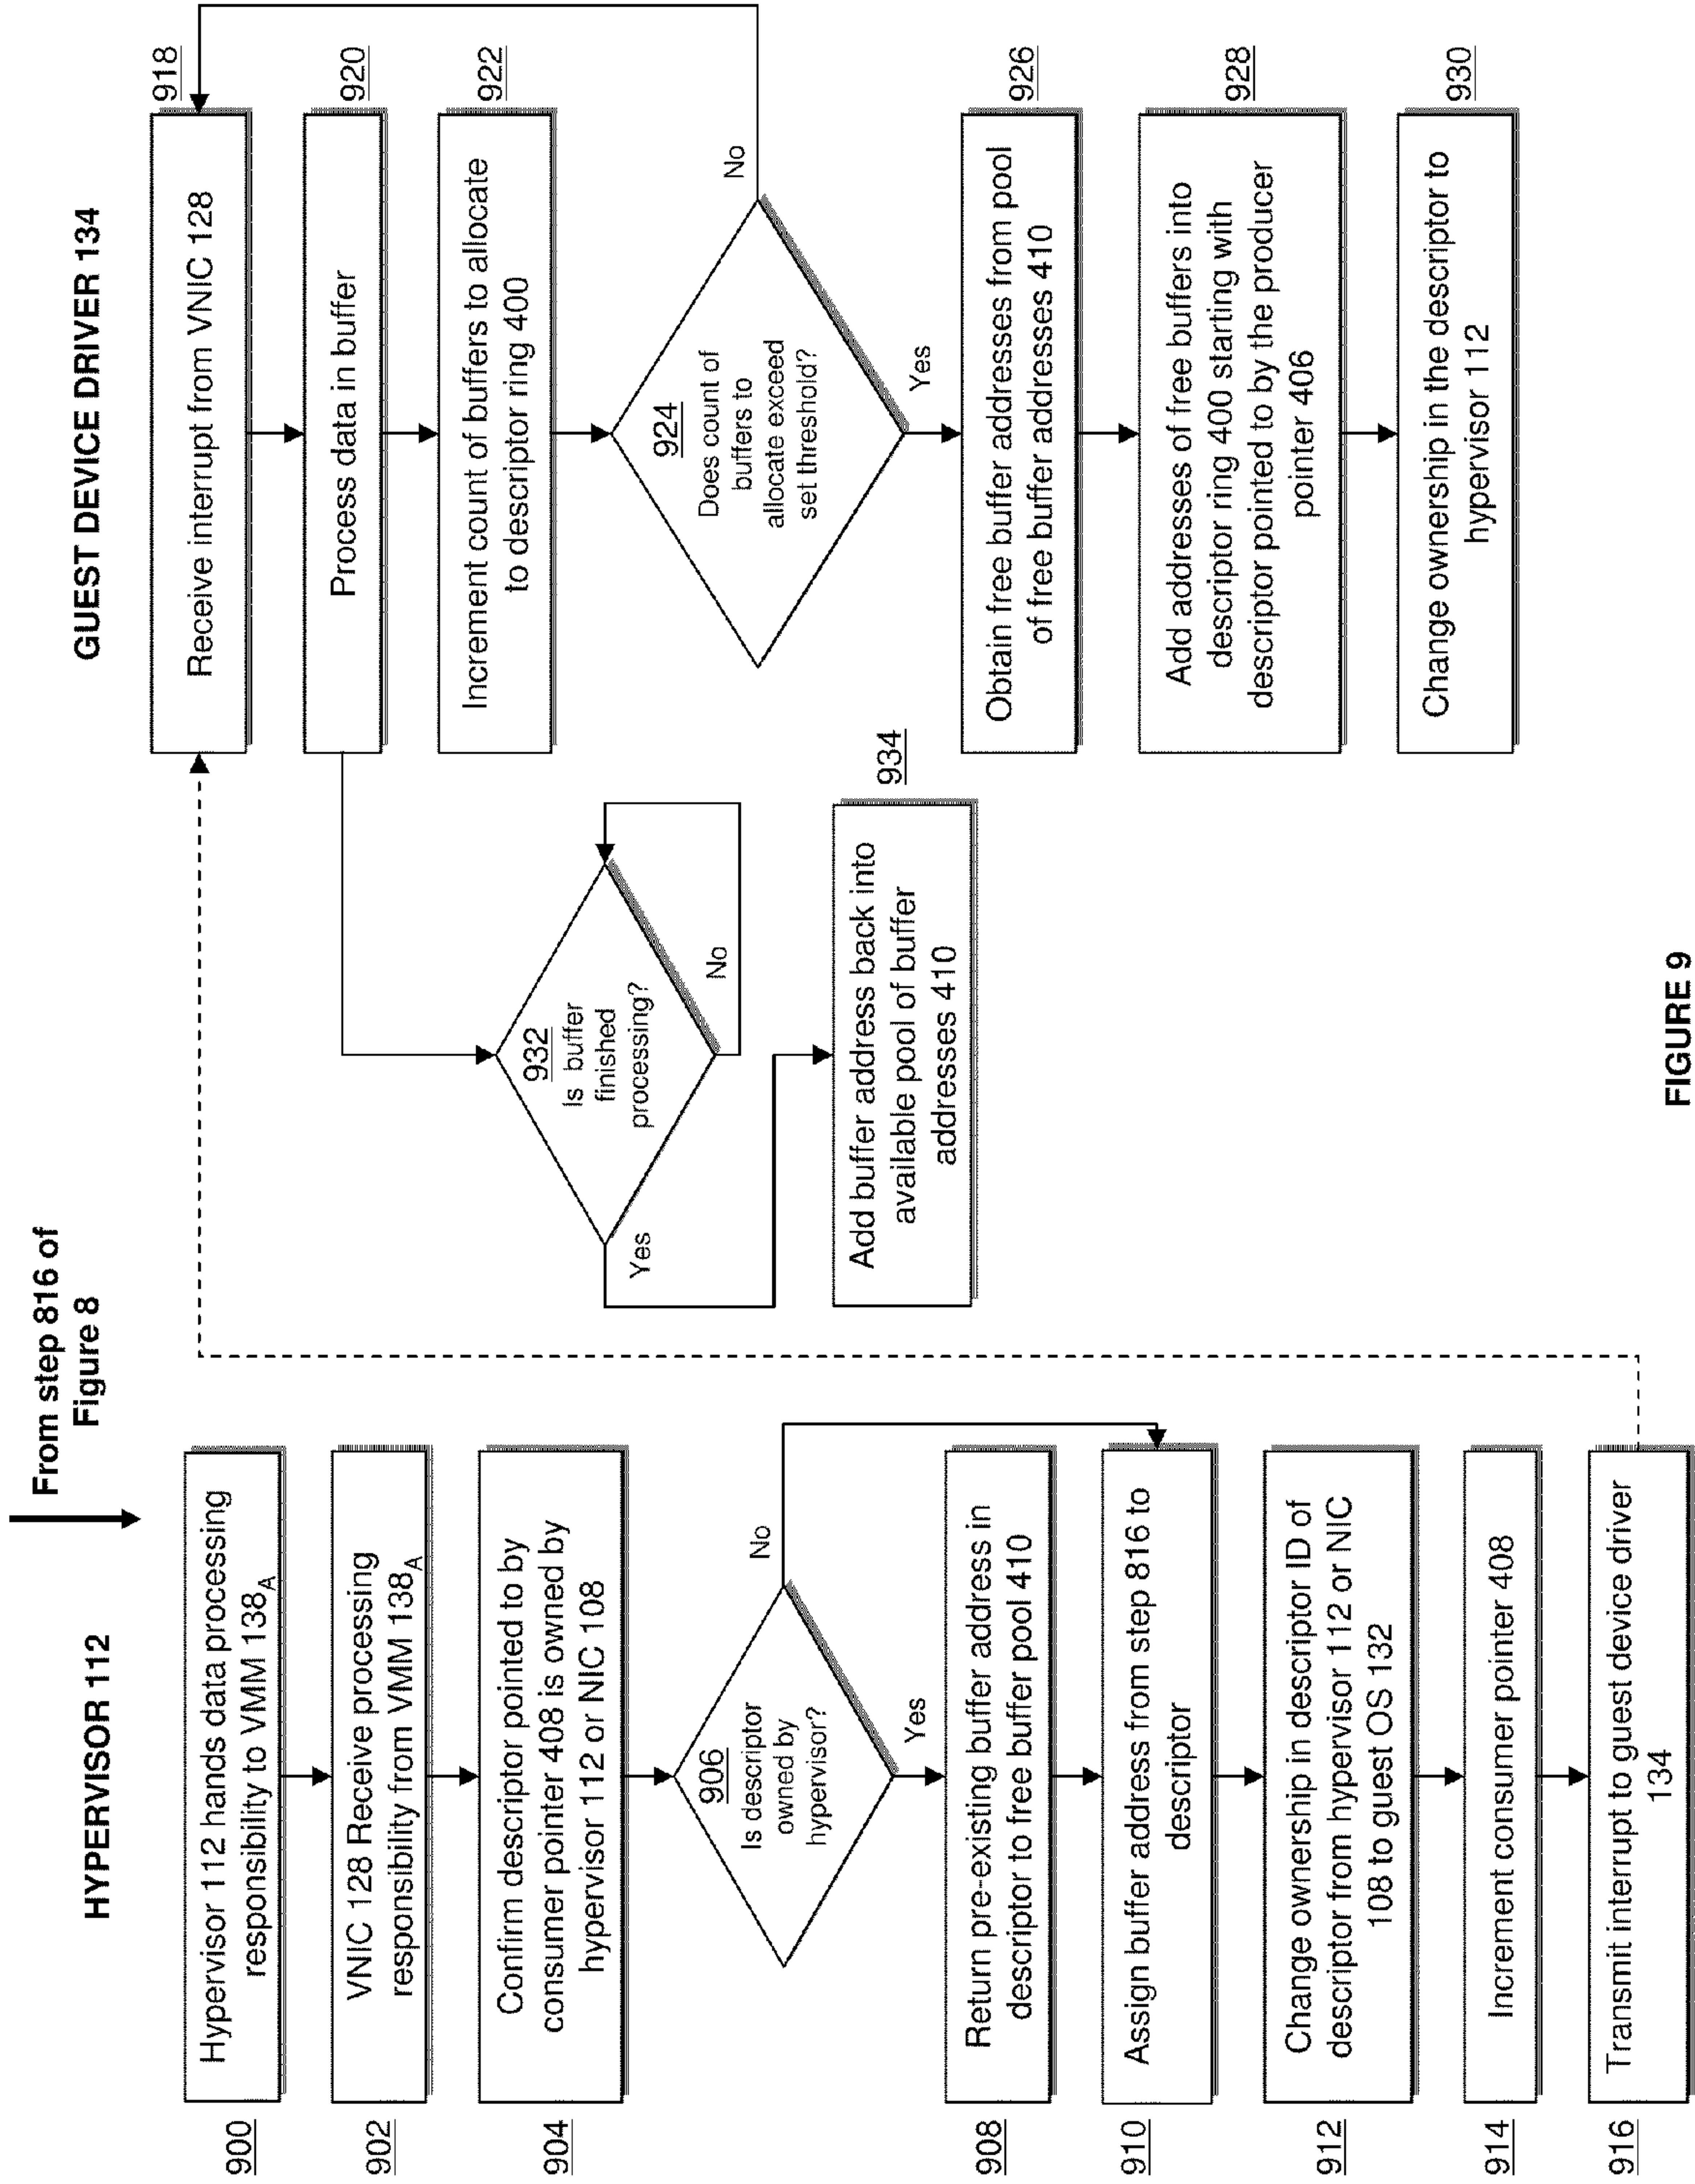 From step 816 of
Figure 8
HYPERVISOR 112
900
Hypervisor 112 hands data processing
responsibility to VMM 138A
902
VNIC 128 Receive processing
responsibility from VMM 138A
904
Confirm descriptor pointed to by
consumer pointer 408 is owned by
hypervisor 112 or NIC 108
906
Is descriptor
owned by
hypervisor?
No
Yes
908
Return pre-existing buffer address in
descriptor to free buffer pool 410
910
Assign buffer address from step 816 to
descriptor
912
Change ownership in descriptor ID of
descriptor from hypervisor 112 or NIC
108 to guest OS 132
914
Increment consumer pointer 408
916
Transmit interrupt to guest device driver
134
GUEST DEVICE DRIVER 134
918
Receive interrupt from VNIC 128
920
Process data in buffer
922
Increment count of buffers to allocate
to descriptor ring 400
924
Does count of
buffers to
allocate exceed
set threshold?
No
Yes
926
Obtain free buffer addresses from pool
of free buffer addresses 410
928
Add addresses of free buffers into
descriptor ring 400 starting with
descriptor pointed to by the producer
pointer 406
930
Change ownership in the descriptor to
hypervisor 112
932
Is buffer
finished
processing?
No
Yes
934
Add buffer address back into
available pool of buffer
addresses 410
FIGURE 9